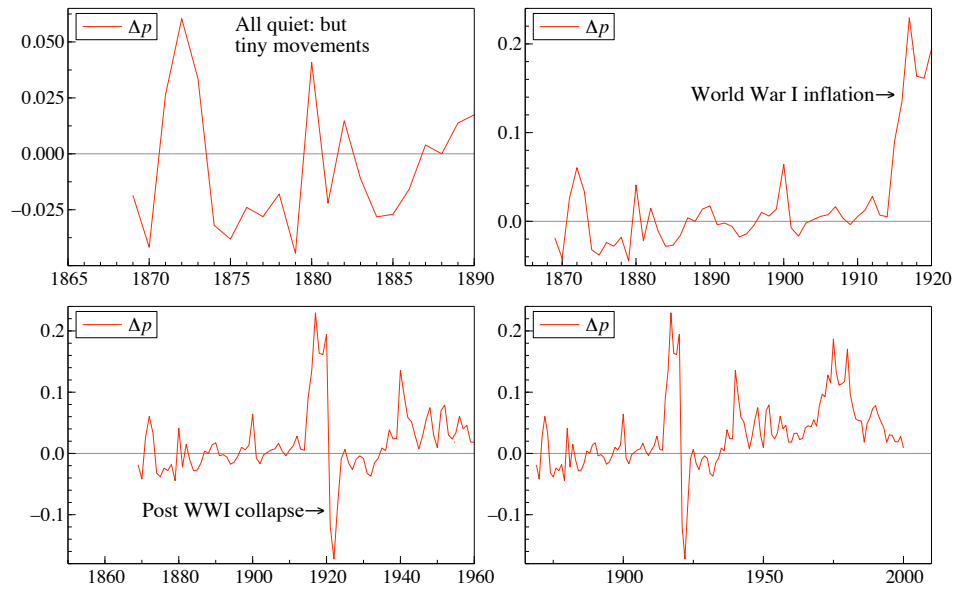 Δp
All quiet: but
tiny movements
0.050
0.025
0.000
−0.025
1865 1870 1875 1880 1885 1890
Δp
World War I inflation→
0.2
0.1
0.0
1870 1880 1890 1900 1910 1920
Δp
0.2
0.1
0.0
−0.1
Post WWI collapse→
1860 1880 1900 1920 1940 1960
Δp
0.2
0.1
0.0
−0.1
1900 1950 2000